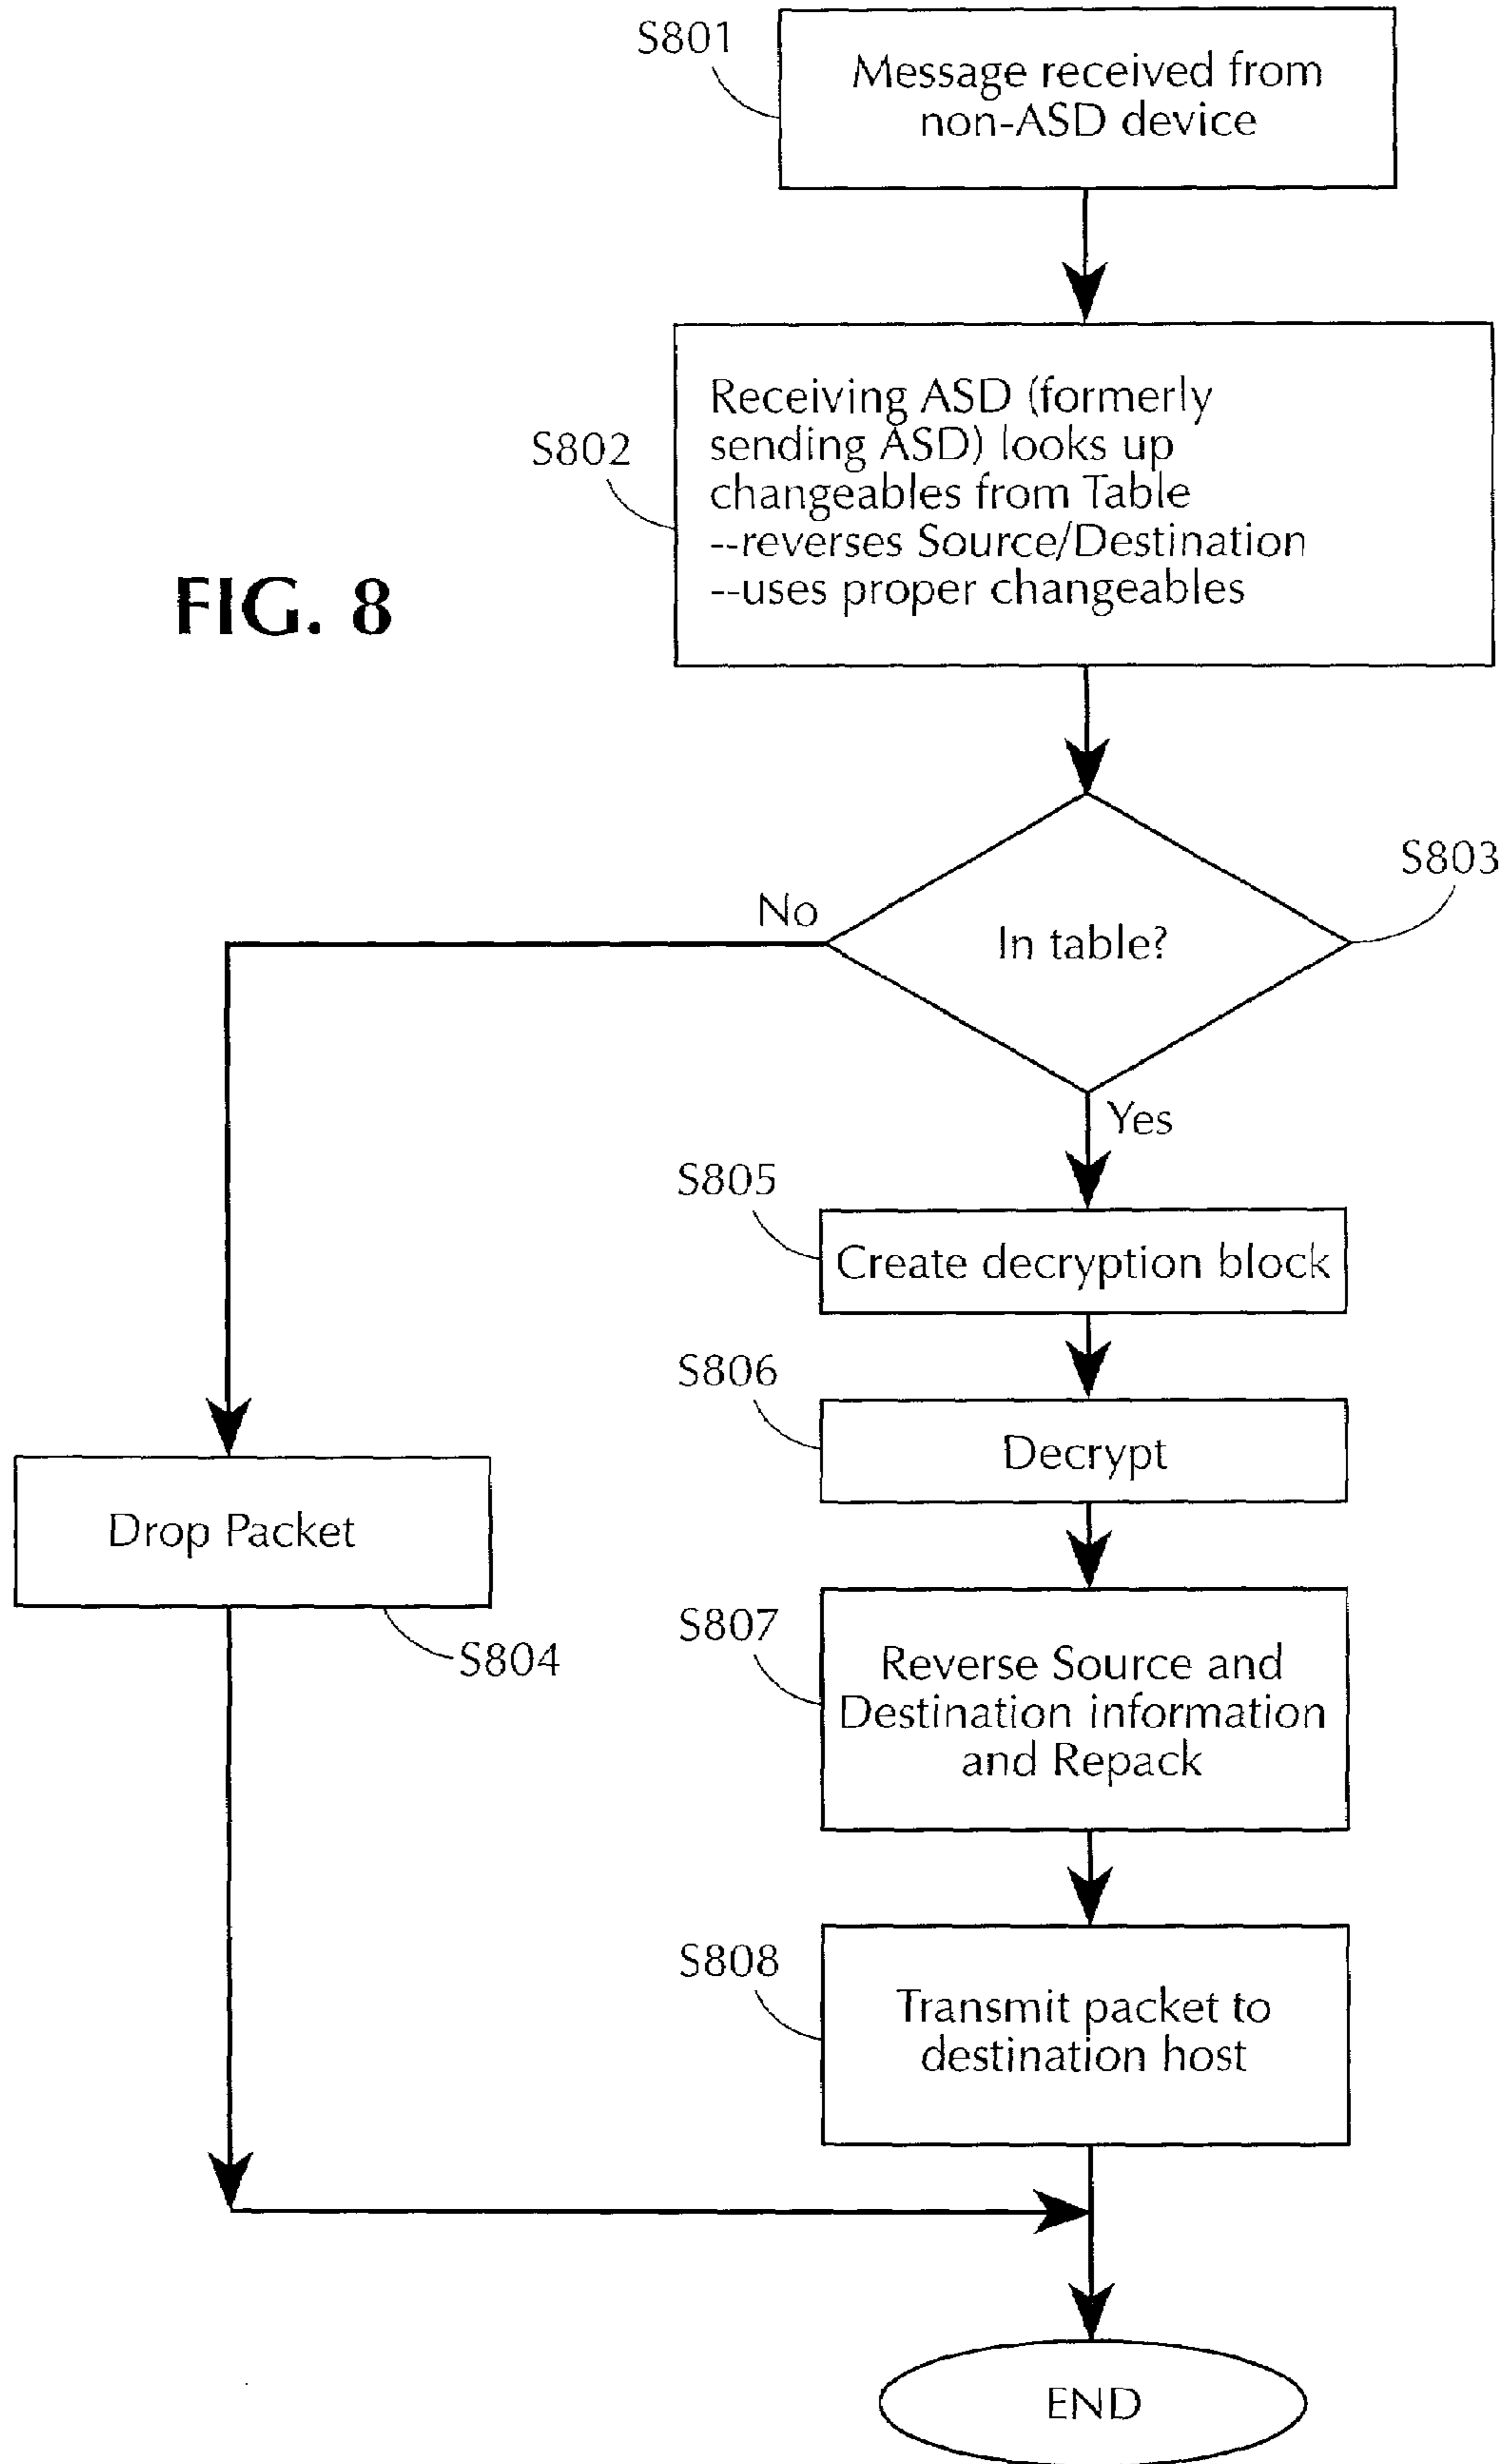 S801
Message received from
non-ASD device
S802
Receiving ASD (formerly
sending ASD) looks up
changeables from Table
--reverses Source/Destination
--uses proper changeables
FIG. 8
S803
In table?
No
Yes
S805
Create decryption block
S806
Decrypt
Drop Packet
S804
S807
Reverse Source and
Destination information
and Repack
S808
Transmit packet to
destination host
END